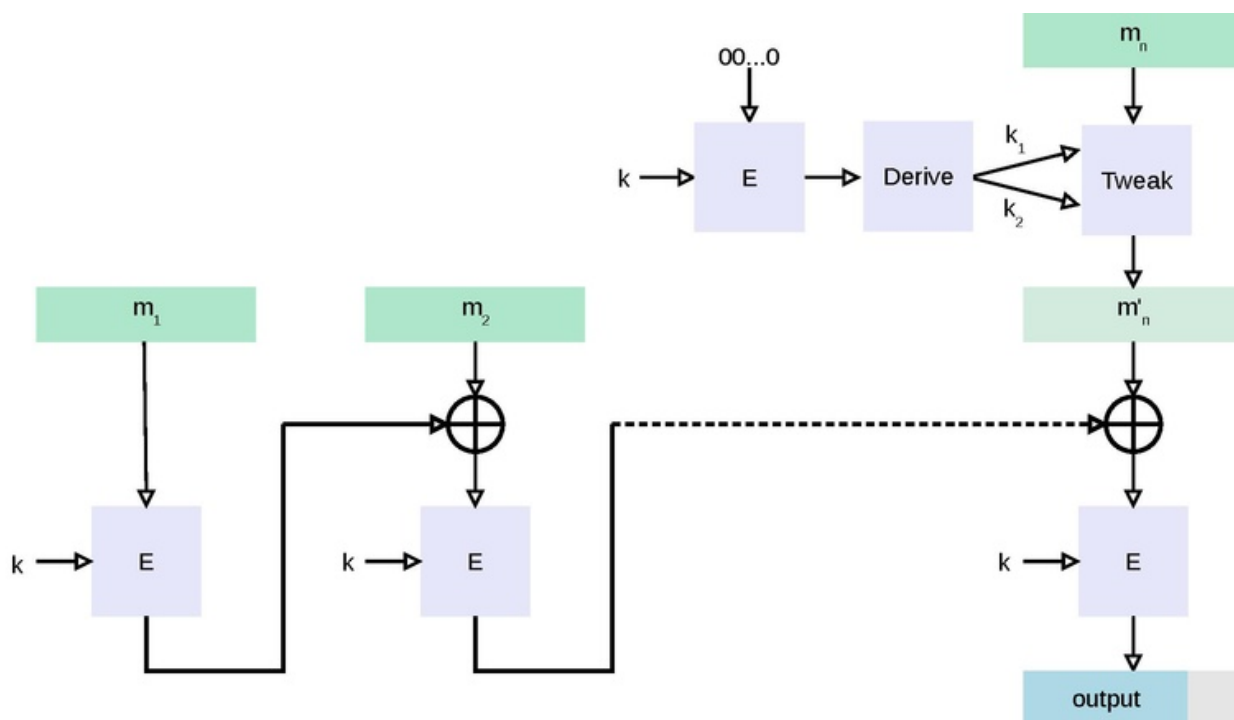 m_n
00...0
k_1
k E Derive Tweak
k_2
m_1 m_2 m'_n
k E k E k E
output